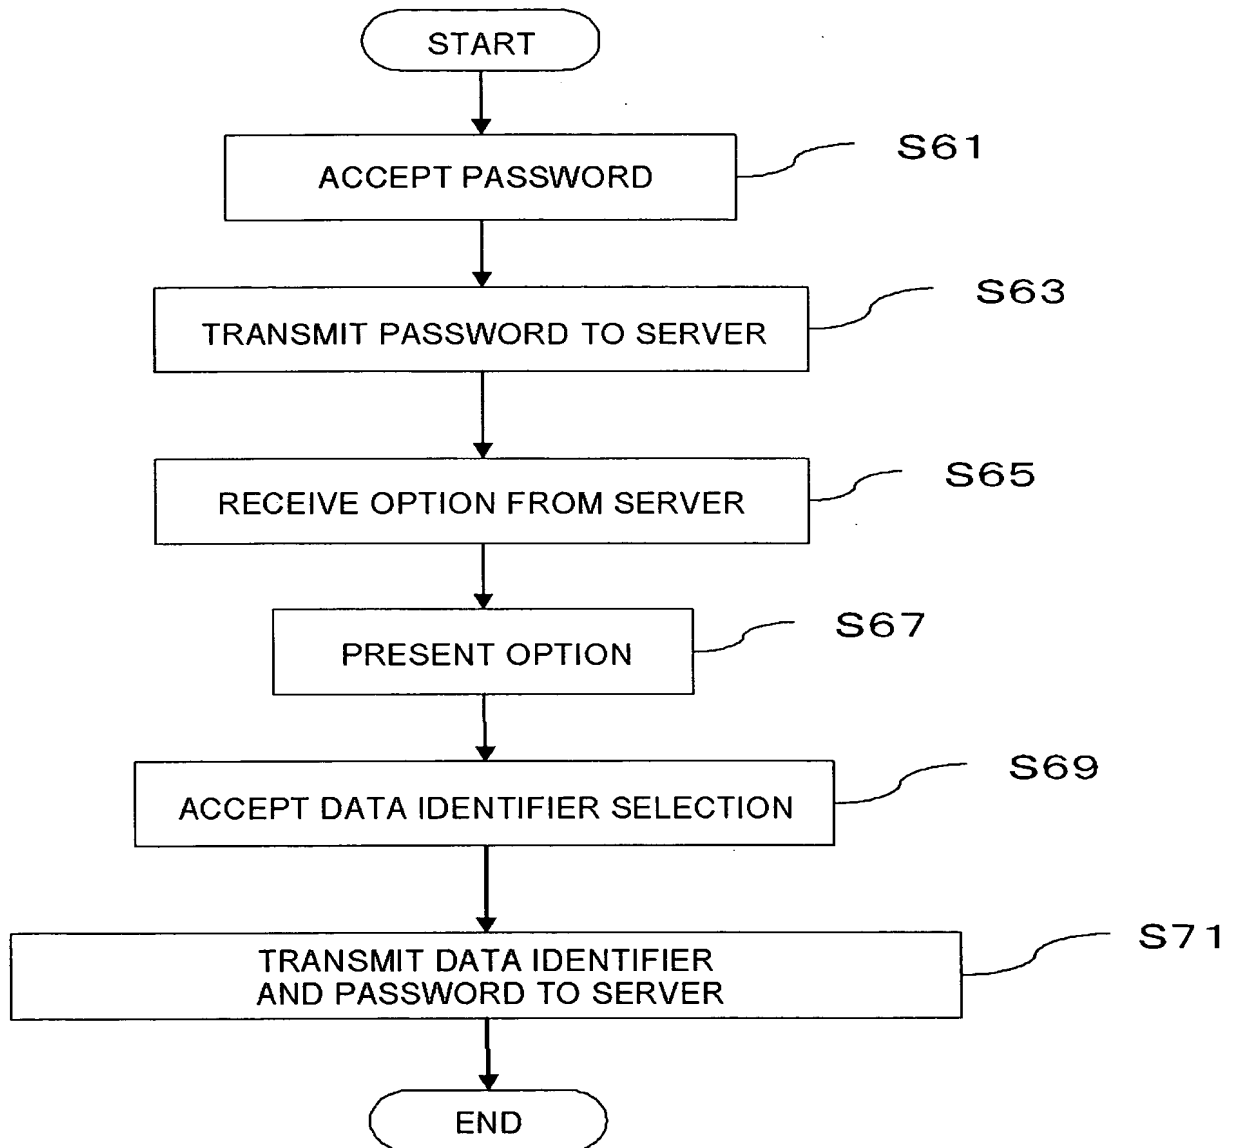 START
ACCEPT PASSWORD
S61
TRANSMIT PASSWORD TO SERVER
S63
RECEIVE OPTION FROM SERVER
S65
PRESENT OPTION
S67
ACCEPT DATA IDENTIFIER SELECTION
S69
TRANSMIT DATA IDENTIFIER
AND PASSWORD TO SERVER
S71
END